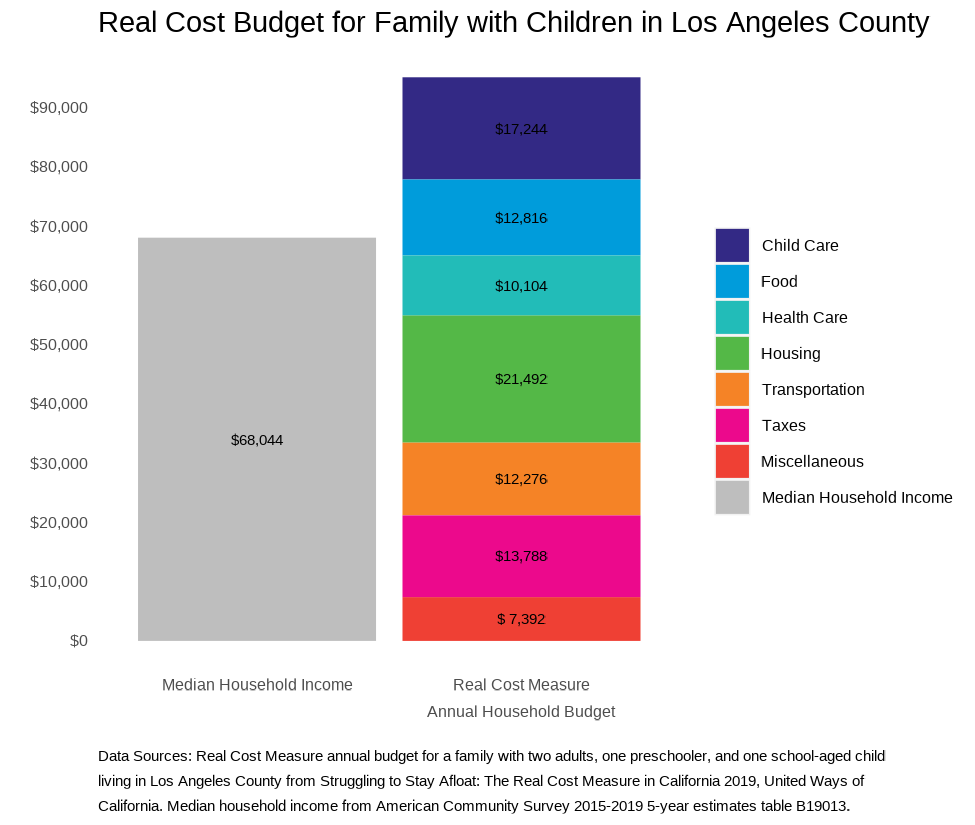 Real Cost Budget for Family with Children in Los Angeles County
$90,000
$80,000
$70,000
$60,000
$50,000
$40,000
$30,000
$20,000
$10,000
$0
$68,044
$17,244
$12,816
$10,104
$21,492
$12,276
$13,788
$ 7,392
Child Care
Food
Health Care
Housing
Transportation
Taxes
Miscellaneous
Median Household Income
Median Household Income
Real Cost Measure
Annual Household Budget
Data Sources: Real Cost Measure annual budget for a family with two adults, one preschooler, and one school-aged child
living in Los Angeles County from Struggling to Stay Afloat: The Real Cost Measure in California 2019, United Ways of
California. Median household income from American Community Survey 2015-2019 5-year estimates table B19013.